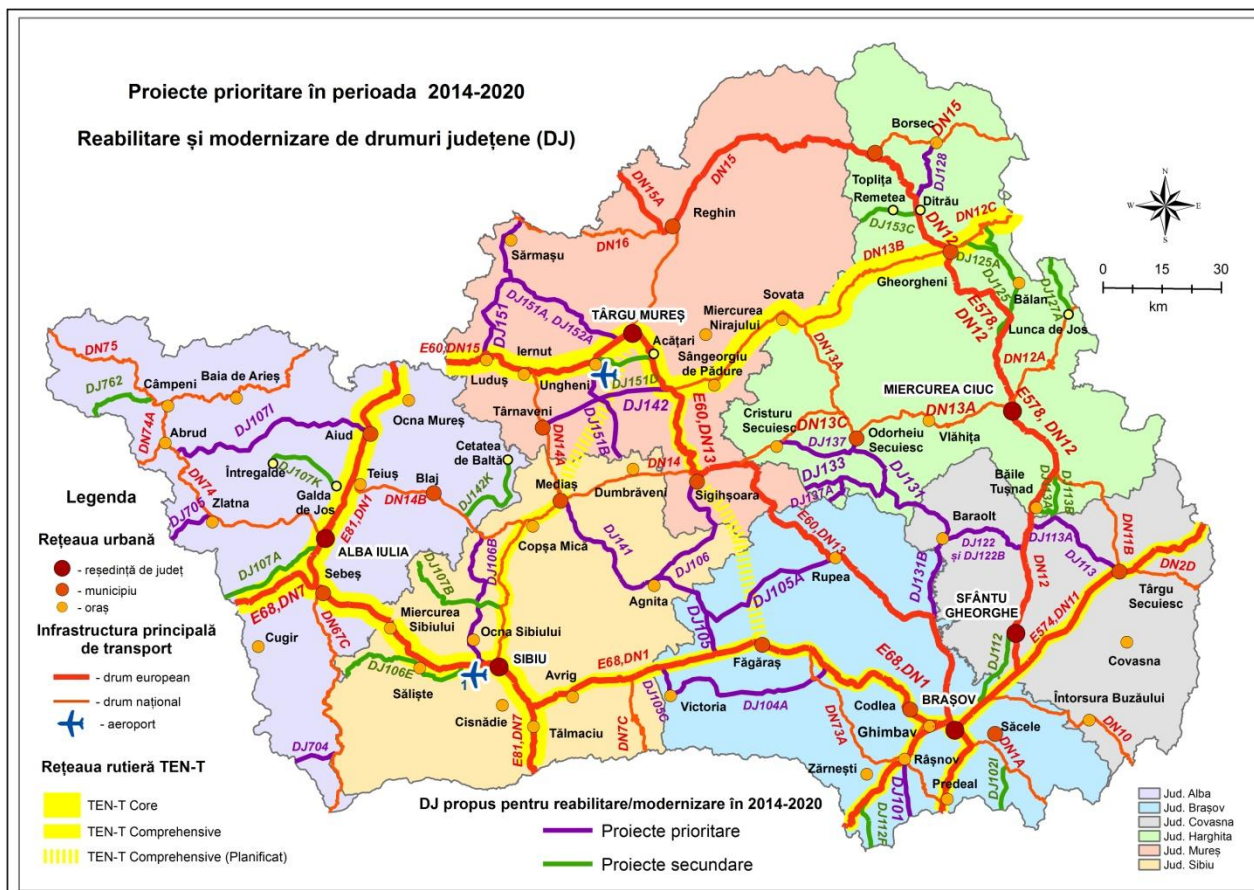 Proiecte prioritare în perioada 2014-2020
Reabilitare și modernizare de drumuri județene (DJ)
N
W
E
S
0 15 30
km
Borsec
DN15
DJ128
Toplița
Remetea
Ditrău
DJ153C
DN12
DN12C
DN13B
Gheorgheni
DJ125A
DJ125
Bălan
DJ127A
Lunca de Jos
E578,
DN12
DN12A
DN15
DN15A
Reghin
DN16
Sărmașu
DJ151
DJ151A, DJ152A
TÂRGU MUREȘ
Miercurea
Nirajului
Sovata
Acățari
Sângeorgiu
de Pădure
E60,DN15
Iernut
Luduș
Ungheni
DJ151D
DJ142
Târnaveni
DJ151B
E60,DN13
DN13A
MIERCUREA CIUC
DN13A
Vlăhița
E578,
DN12
Cristuru
Secuiesc
DN13C
DJ137
Odorheiu
Secuiesc
DJ133
DJ137A
DJ131
DN75
DJ762
Câmpeni
Baia de Arieș
DN74A
Abrud
DJ107I
Aiud
Ocna Mureș
Cetatea
de Baltă
DN14A
DN14
Întregalde
DJ107K
Galda
de Jos
Teiuș
Blaj
DN14B
DJ142K
DN74
Zlatna
DJ705
E81,DN1
ALBA IULIA
DJ107A
Sebeș
E68,DN7
Mediaș
Dumbrăveni
Sighișoara
Copșa Mică
DJ141
DJ106
DJ106B
DJ107B
Agnita
E60,DN13
Rupea
DJ105A
DJ105
Băile
Tușnad
DJ113A
DJ113B
Baraolt
DJ122
și DJ122B
DJ113A
DJ113
DN11B
DN2D
DJ131B
DN12
Târgu
Secuiesc
SFÂNTU
GHEORGHE
E574,DN11
DJ112
Covasna
Cugir
DN67C
Miercurea
Sibiului
Ocna Sibiului
SIBIU
DJ106E
Săliște
1
Avrig
E68,DN1
Făgăraș
E68,DN1
BRAȘOV
Întorsura Buzăului
Cisnădie
Tălmaciu
E81,DN7
DN7C
DJ105C
Victoria
DJ104A
Codlea
Ghimbav
Săcele
DN10
DN73A
Râșnov
DN1A
Zărnești
DJ101
Predeal
DJ102I
DJ112F
DJ704
Legenda
Rețeaua urbană
- reședință de județ
- municipiu
- oraș
Infrastructura principală
de transport
- drum european
- drum național
- aeroport
Rețeaua rutieră TEN-T
TEN-T Core
TEN-T Comprehensive
TEN-T Comprehensive (Planificat)
DJ propus pentru reabilitare/modernizare în 2014-2020
Proiecte prioritare
Proiecte secundare
Jud. Alba
Jud. Brașov
Jud. Covasna
Jud. Harghita
Jud. Mureș
Jud. Sibiu